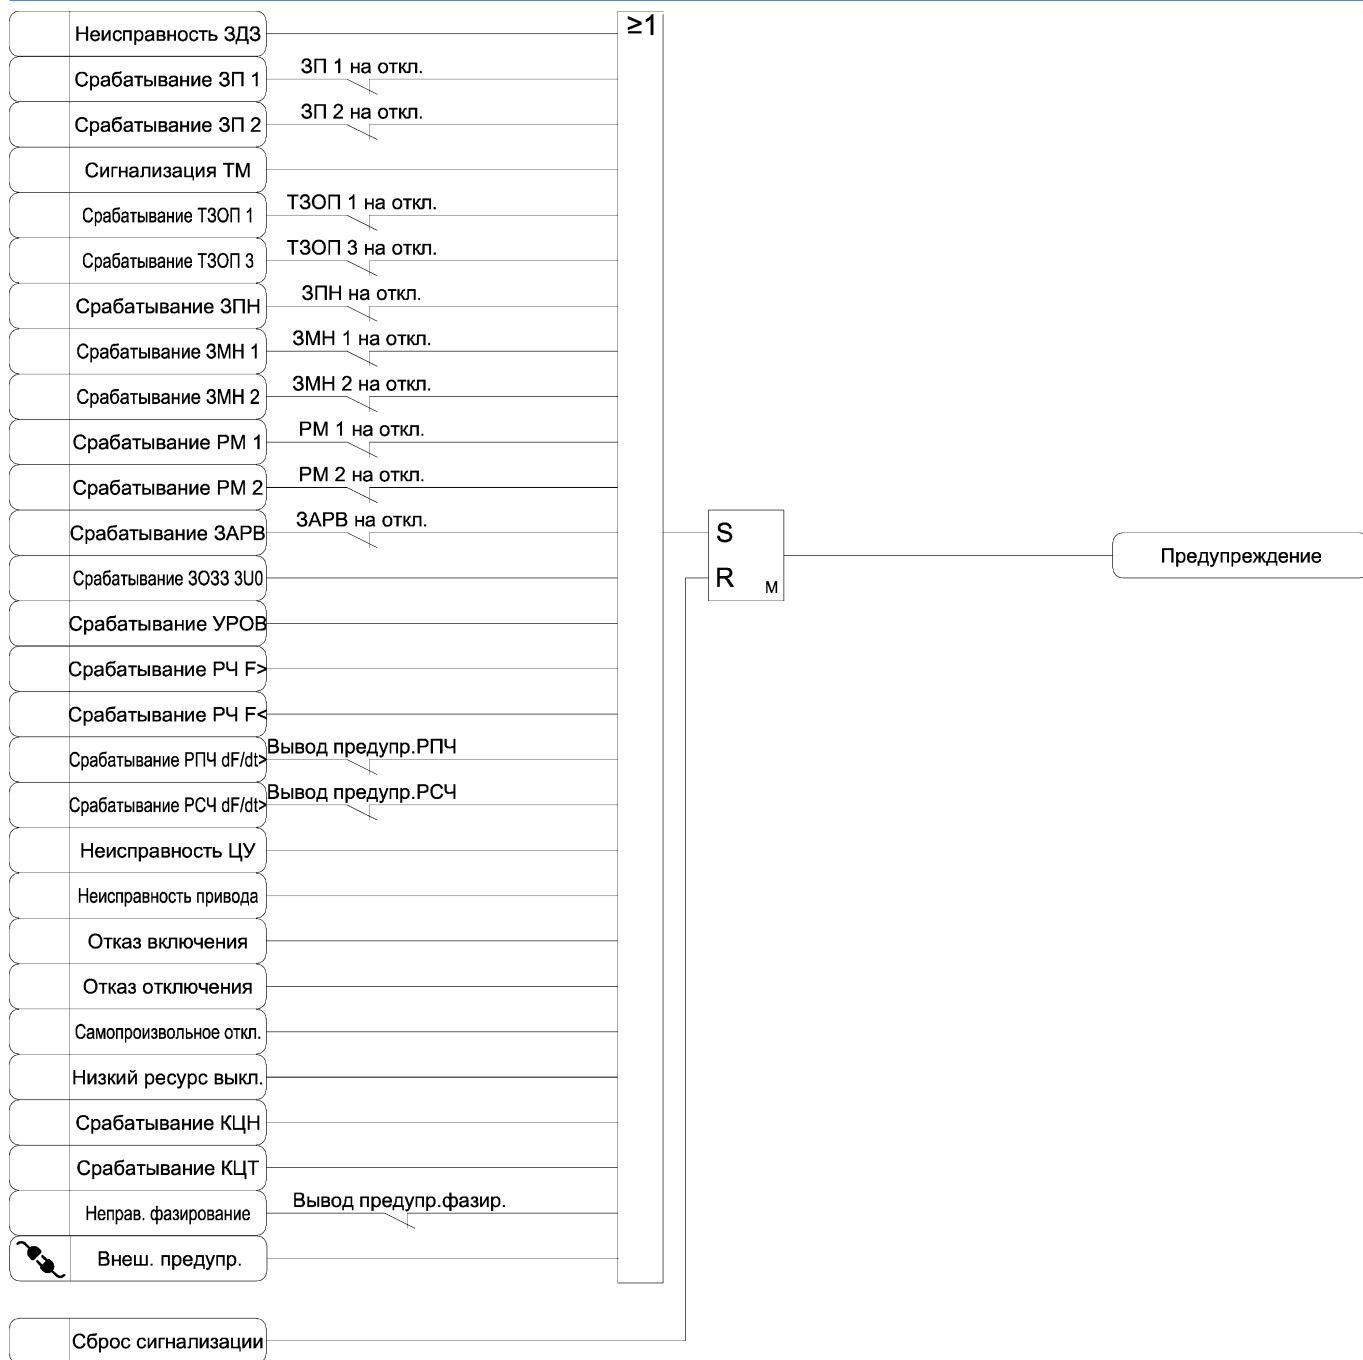 Неисправность ЗДЗ
≥1
Срабатывание ЗП 1
ЗП 1 на откл.
Срабатывание ЗП 2
ЗП 2 на откл.
Сигнализация ТМ
Срабатывание ТЗОП 1
ТЗОП 1 на откл.
Срабатывание ТЗОП 3
ТЗОП 3 на откл.
Срабатывание ЗПН
ЗПН на откл.
Срабатывание ЗМН 1
ЗМН 1 на откл.
Срабатывание ЗМН 2
ЗМН 2 на откл.
Срабатывание РМ 1
РМ 1 на откл.
Срабатывание РМ 2
РМ 2 на откл.
Срабатывание ЗАРВ
ЗАРВ на откл.
S
Предупреждение
Срабатывание ЗОЗЗ 3U0
R
М
Срабатывание УРОВ
Срабатывание РЧ F>
Срабатывание РЧ F<
Срабатывание РПЧ dF/dt>
Вывод предупр.РПЧ
Срабатывание РСЧ dF/dt>
Вывод предупр.РСЧ
Неисправность ЦУ
Неисправность привода
Отказ включения
Отказ отключения
Самопроизвольное откл.
Низкий ресурс выкл.
Срабатывание КЦН
Срабатывание КЦТ
Неправ. фазирование
Вывод предупр.фазир.
Внеш. предупр.
Сброс сигнализации